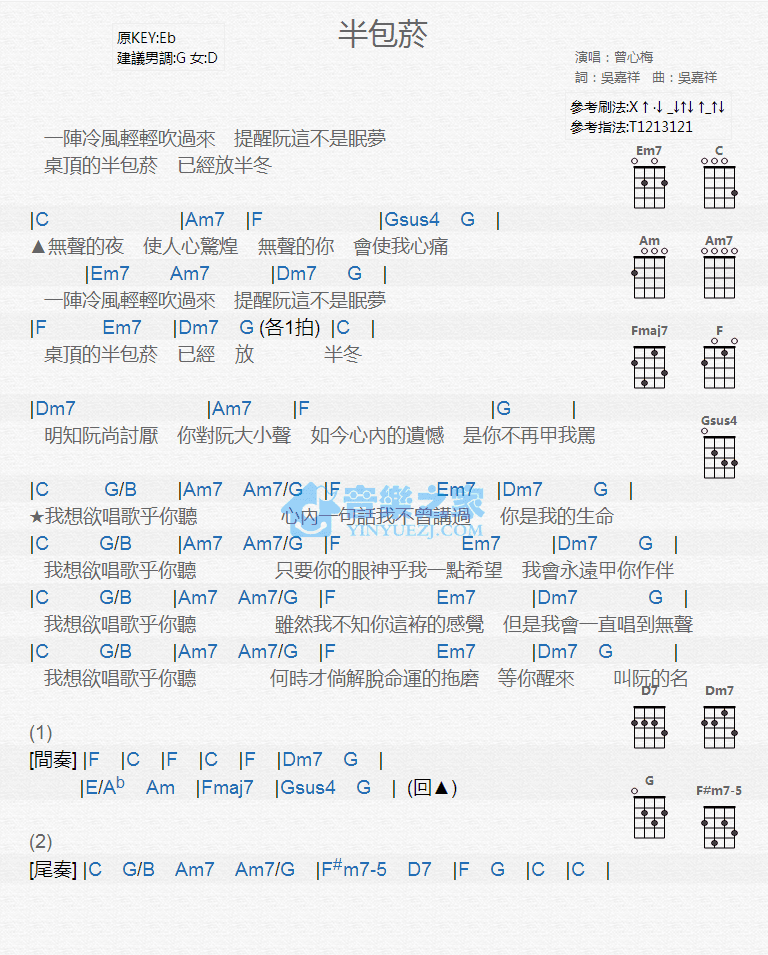 半包菸
原KEY:Eb
建議男調:G 女:D
演唱：曾心梅
詞：吳嘉祥　曲：吳嘉祥
參考刷法:X↑·↓_↓↑↓↑_↑↓
參考指法:T1213121
一陣冷風輕輕吹過來　提醒阮這不是眠夢
桌頂的半包菸　已經放半冬
|C |Am7 |F |Gsus4 G |
▲無聲的夜　使人心驚煌　無聲的你　會使我心痛
|Em7 Am7 |Dm7 G |
一陣冷風輕輕吹過來　提醒阮這不是眠夢
|F Em7 |Dm7 G (各1拍) |C |
桌頂的半包菸　已經　放　半冬
|Dm7 |Am7 |F |G |
明知阮尚討厭　你對阮大小聲　如今心內的遺憾　是你不再甲我罵
|C G/B |Am7 Am7/G |F Em7 |Dm7 G |
★我想欲唱歌乎你聽　心內一句話我不曾講過　你是我的生命
|C G/B |Am7 Am7/G |F Em7 |Dm7 G |
我想欲唱歌乎你聽　只要你的眼神乎我一點希望　我會永遠甲你作伴
|C G/B |Am7 Am7/G |F Em7 |Dm7 G |
我想欲唱歌乎你聽　雖然我不知你這袸的感覺　但是我會一直唱到無聲
|C G/B |Am7 Am7/G |F Em7 |Dm7 G |
我想欲唱歌乎你聽　何時才倘解脫命運的拖磨　等你醒來　叫阮的名
(1)
[間奏] |F |C |F |C |F |Dm7 G |
|E/Ab Am |Fmaj7 |Gsus4 G | (回▲)
(2)
[尾奏] |C G/B Am7 Am7/G |F#m7-5 D7 |F G |C |C |
Em7 C
Am Am7
Fmaj7 F
Gsus4
D7 Dm7
G F#m7-5
音樂之家
YINYUEZJ.COM